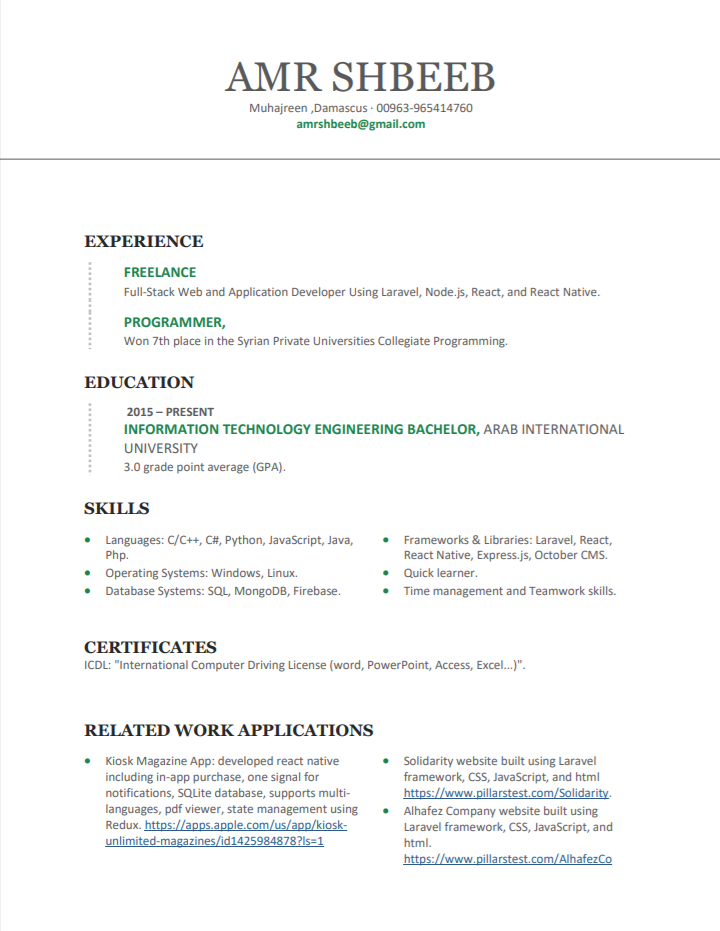 AMR SHBEEB
Muhajreen ,Damascus · 00963-965414760
amrshbeeb@gmail.com
EXPERIENCE
FREELANCE
Full-Stack Web and Application Developer Using Laravel, Node.js, React, and React Native.
PROGRAMMER,
Won 7th place in the Syrian Private Universities Collegiate Programming.
EDUCATION
2015 – PRESENT
INFORMATION TECHNOLOGY ENGINEERING BACHELOR, ARAB INTERNATIONAL
UNIVERSITY
3.0 grade point average (GPA).
SKILLS
• Languages: C/C++, C#, Python, JavaScript, Java,
Php.
• Operating Systems: Windows, Linux.
• Database Systems: SQL, MongoDB, Firebase.
• Frameworks & Libraries: Laravel, React,
React Native, Express.js, October CMS.
• Quick learner.
• Time management and Teamwork skills.
CERTIFICATES
ICDL: "International Computer Driving License (word, PowerPoint, Access, Excel...)".
RELATED WORK APPLICATIONS
• Kiosk Magazine App: developed react native
including in-app purchase, one signal for
notifications, SQLite database, supports multi-
languages, pdf viewer, state management using
Redux. https://apps.apple.com/us/app/kiosk-
unlimited-magazines/id1425984878?ls=1
• Solidarity website built using Laravel
framework, CSS, JavaScript, and html
https://www.pillarstest.com/Solidarity.
• Alhafez Company website built using
Laravel framework, CSS, JavaScript, and
html.
https://www.pillarstest.com/AlhafezCo